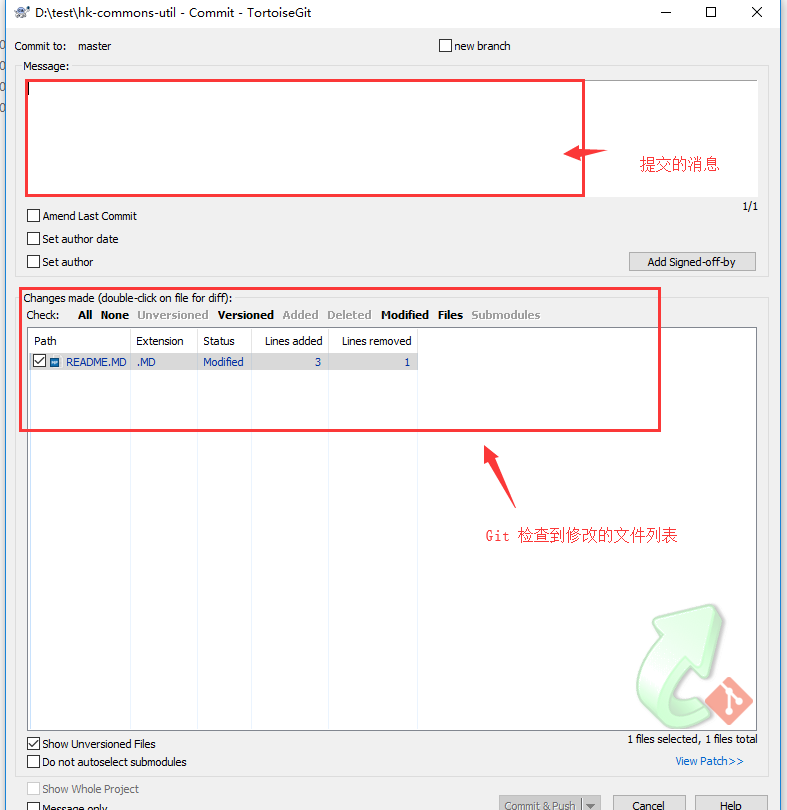 D:\test\hk-commons-util - Commit - TortoiseGit
Commit to: master
new branch
Message:
提交的消息
1/1
Amend Last Commit
Set author date
Set author
Add Signed-off-by
Changes made (double-click on file for diff):
Check: All None Unversioned Versioned Added Deleted Modified Files Submodules
Path Extension Status Lines added Lines removed
README.MD .MD Modified 3 1
Git 检查到修改的文件列表
Show Unversioned Files
1 files selected, 1 files total
Do not autoselect submodules
View Patch>>
Show Whole Project
Message only
Commit & Push
Cancel
Help